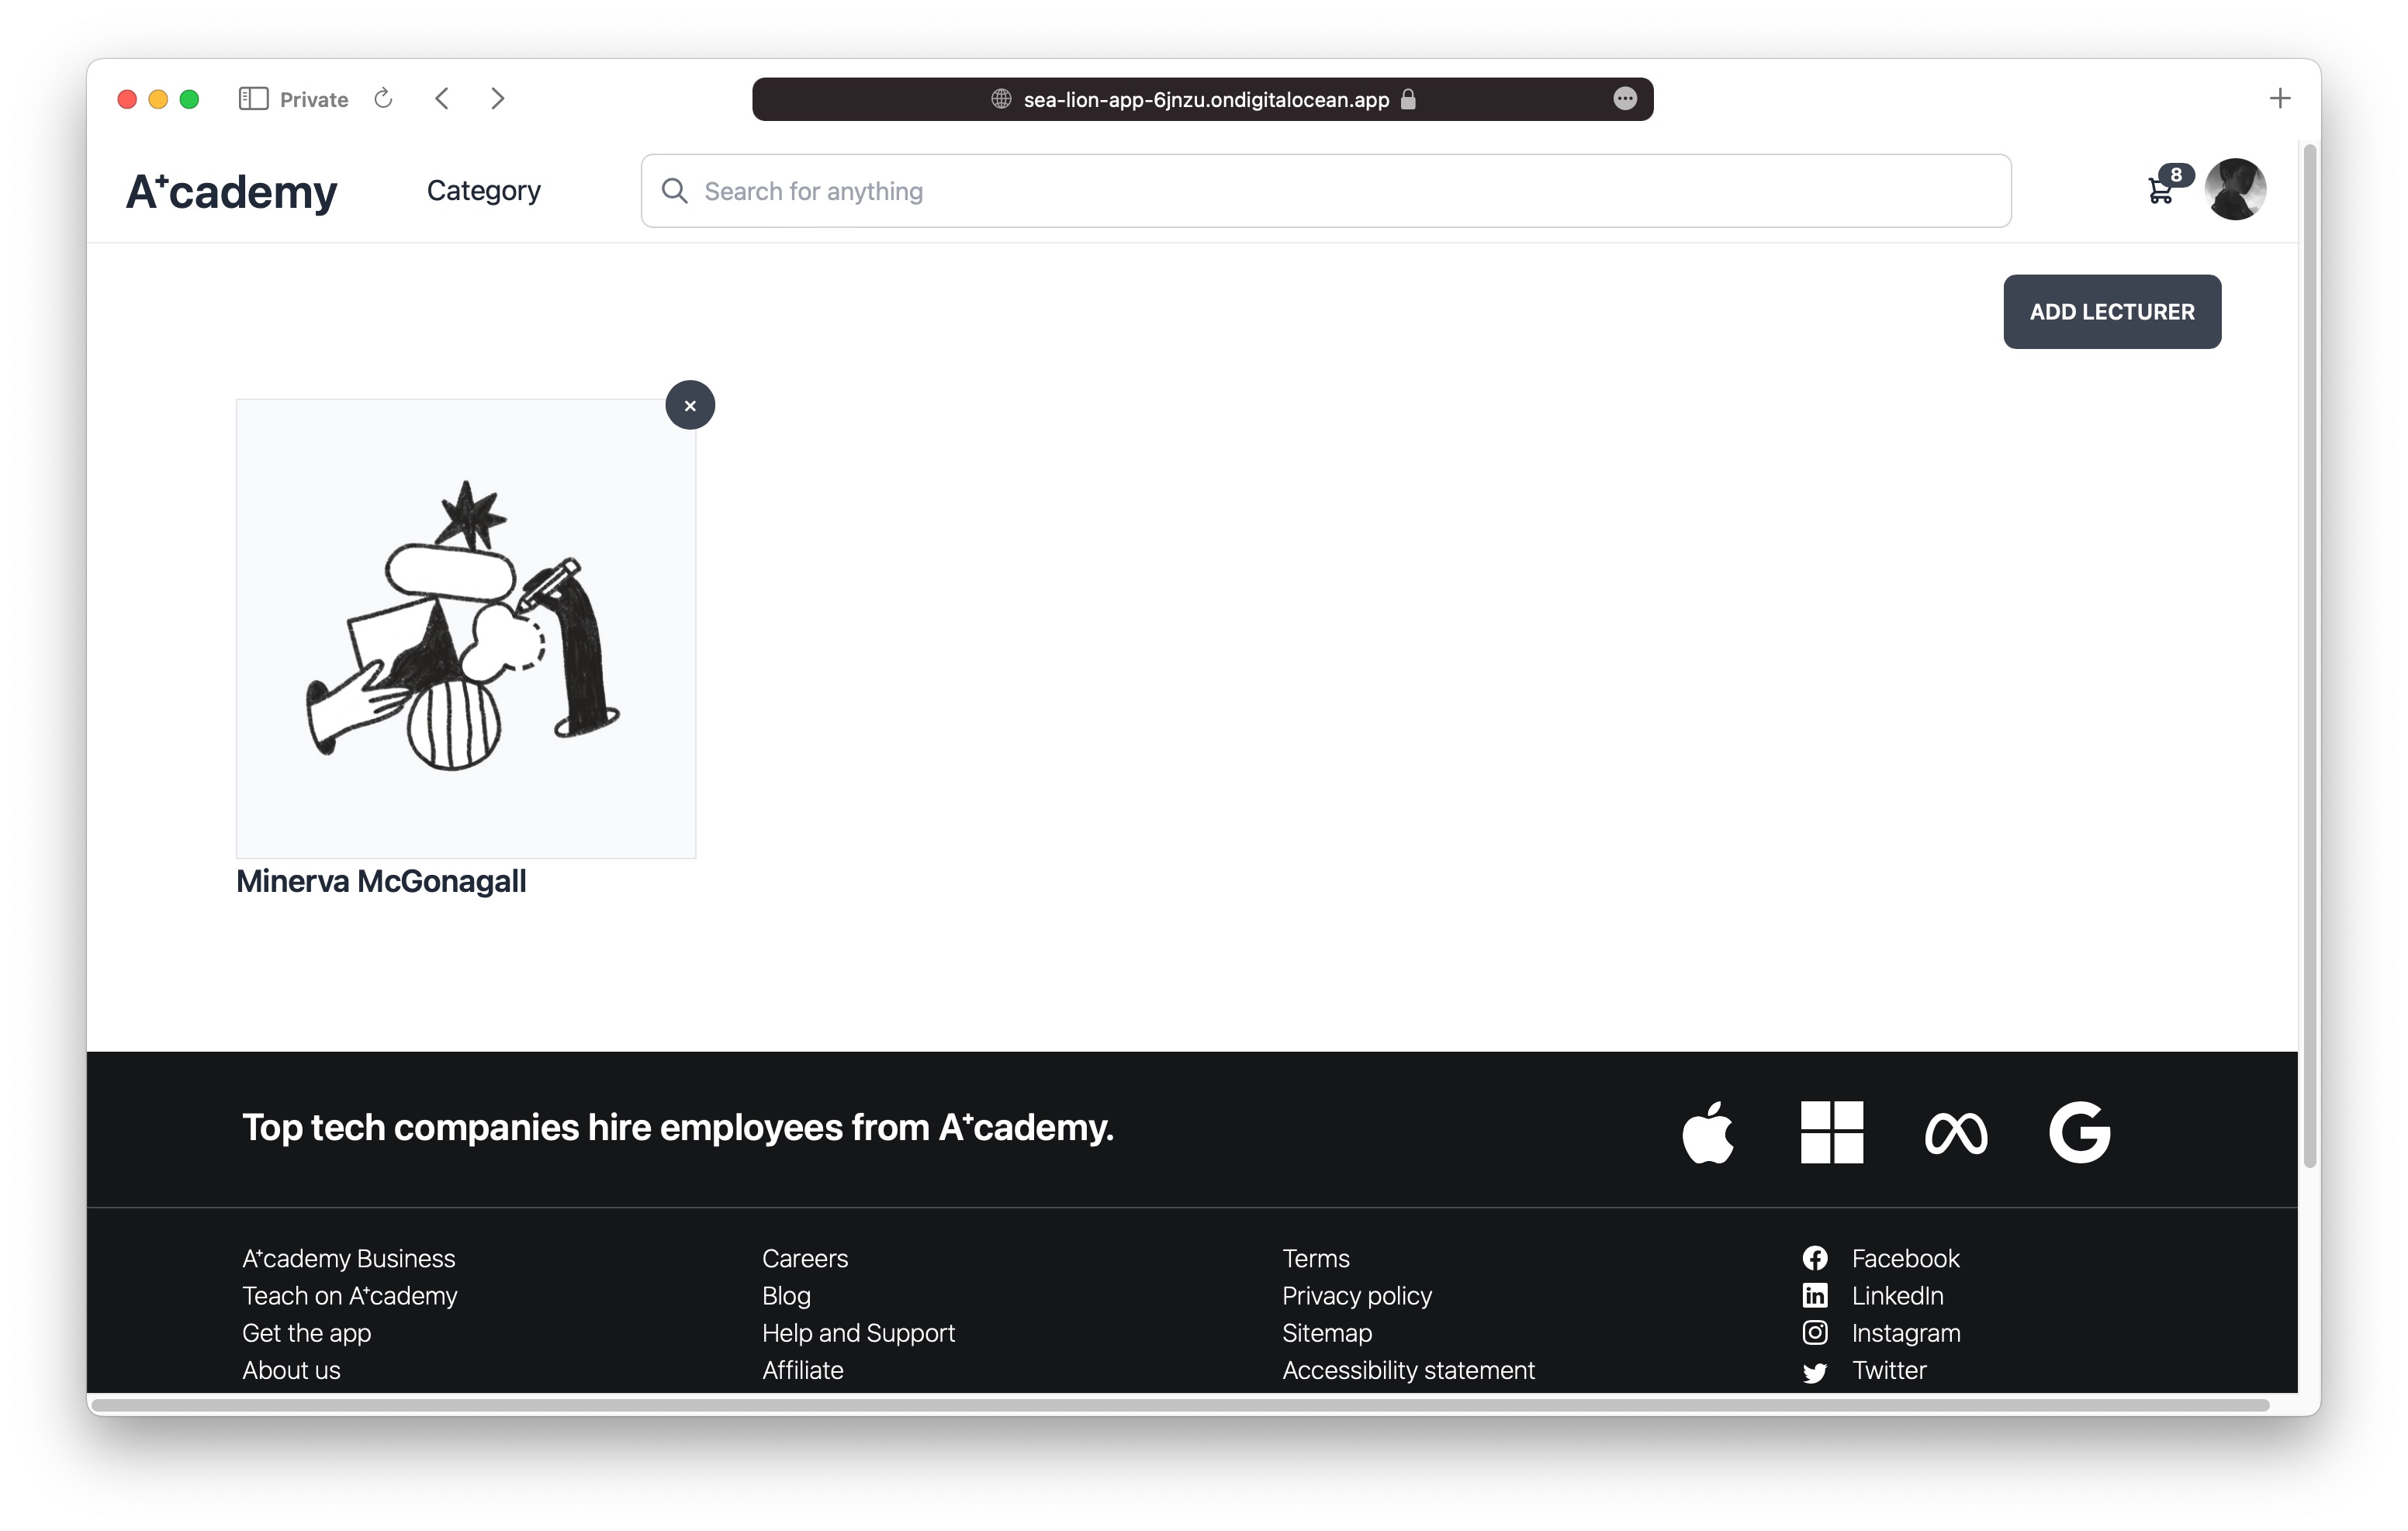 Private
sea-lion-app-6jnzu.ondigitalocean.app
A⁺cademy
Category
Search for anything
8
ADD LECTURER
×
Minerva McGonagall
Top tech companies hire employees from A⁺cademy.
A⁺cademy Business
Teach on A⁺cademy
Get the app
About us
Careers
Blog
Help and Support
Affiliate
Terms
Privacy policy
Sitemap
Accessibility statement
Facebook
LinkedIn
Instagram
Twitter